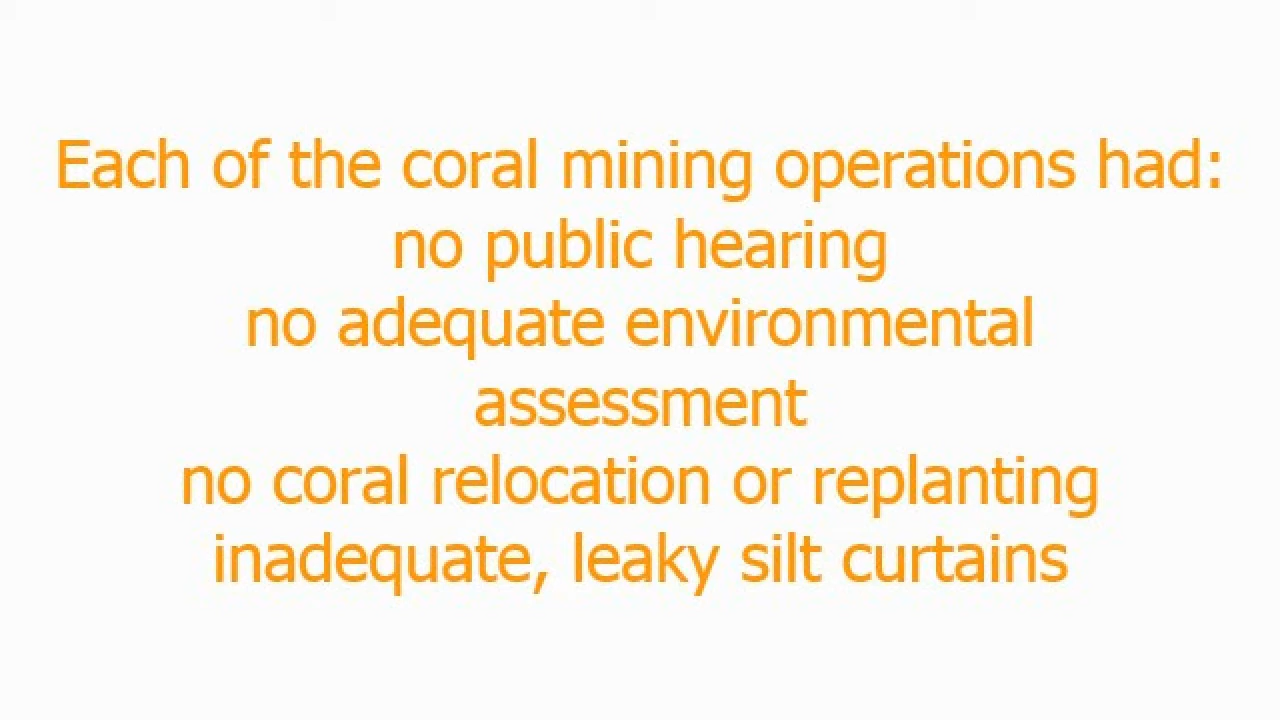 Each of the coral mining operations had:
no public hearing
no adequate environmental
assessment
no coral relocation or replanting
inadequate, leaky silt curtains